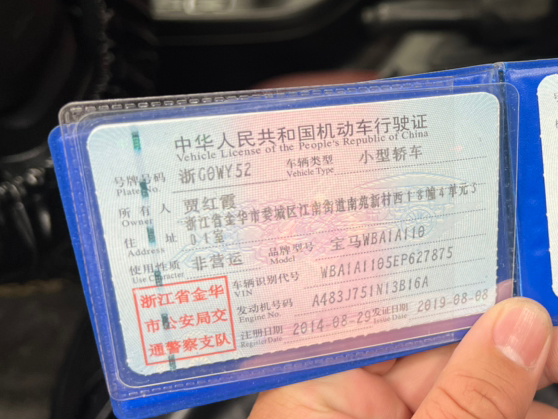 中华人民共和国机动车行驶证
Vehicle License of the People's Republic of China
号牌号码 浙G0WY52 车辆类型 小型轿车
Plate No. Vehicle Type
所有人 贾红霞
Owner
住址 浙江省金华市婺城区江南街道南苑新村西18幢4单元3
Address 01室
使用性质 非营运 品牌型号 宝马WBA1A110
Use Character Model
车辆识别代号 WBA1A1105EP627875
VIN
发动机号码 A483J751N13B16A
Engine No.
注册日期 2014-08-29 发证日期 2019-08-08
Register Date Issue Date
浙江省金华
市公安局交
通警察支队